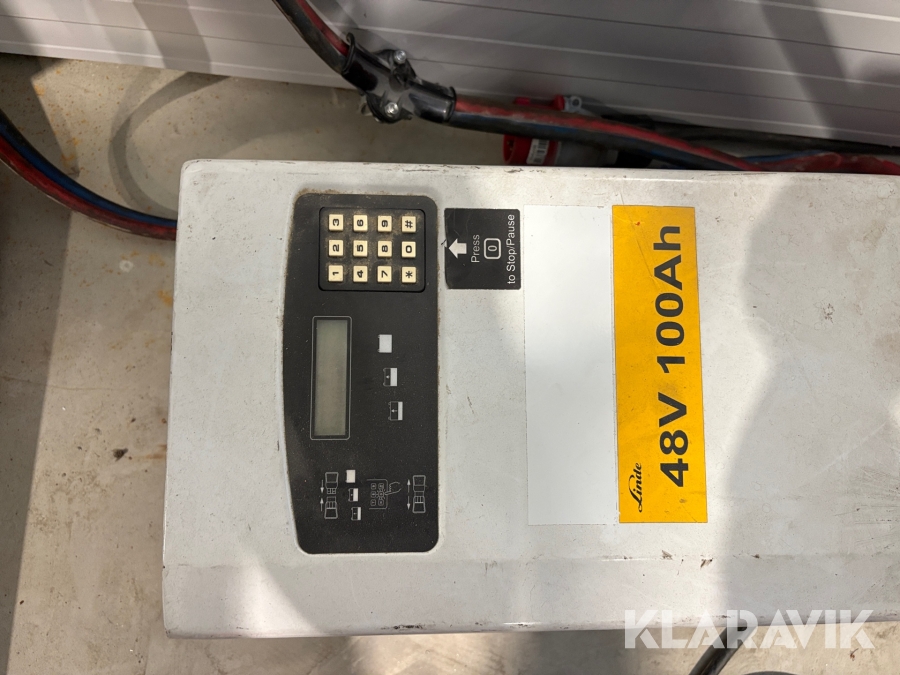 1 2 3
4 5 6
7 8 9
* 0 #
Press
0
to Stop/Pause
Linde
48V 100Ah
KLARAVIK